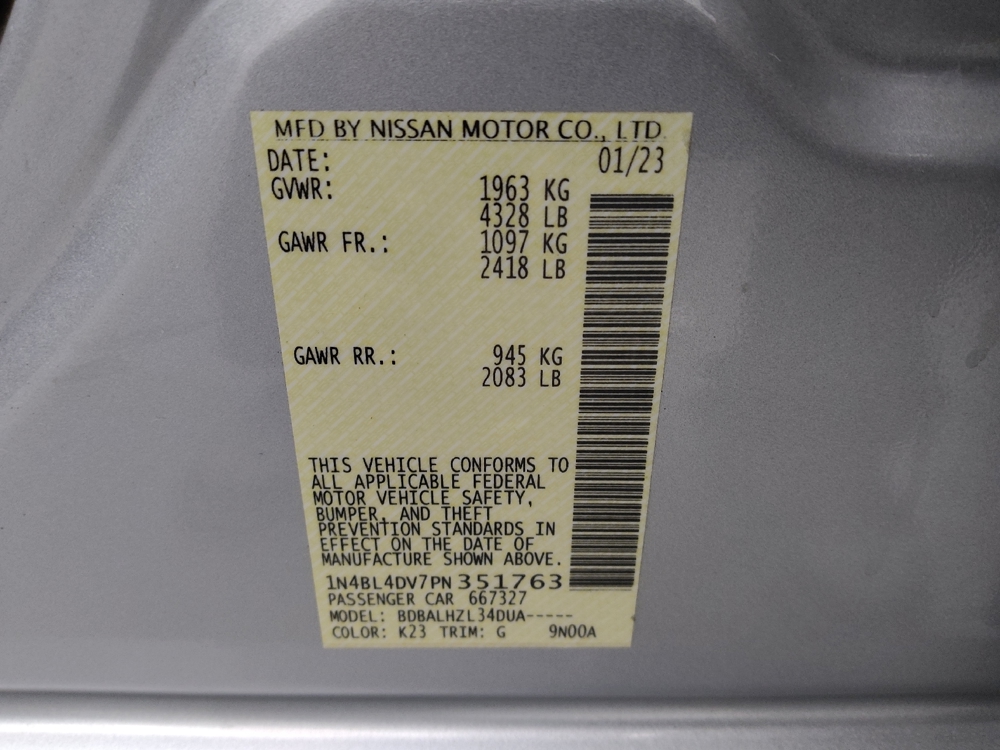 MFD BY NISSAN MOTOR CO., LTD.
DATE: 01/23
GVWR: 1963 KG
4328 LB
GAWR FR.: 1097 KG
2418 LB
GAWR RR.: 945 KG
2083 LB
THIS VEHICLE CONFORMS TO
ALL APPLICABLE FEDERAL
MOTOR VEHICLE SAFETY,
BUMPER, AND THEFT
PREVENTION STANDARDS IN
EFFECT ON THE DATE OF
MANUFACTURE SHOWN ABOVE.
1N4BL4DV7PN351763
PASSENGER CAR 667327
MODEL: BDBALHZL34DUA-----
COLOR: K23 TRIM: G 9N00A